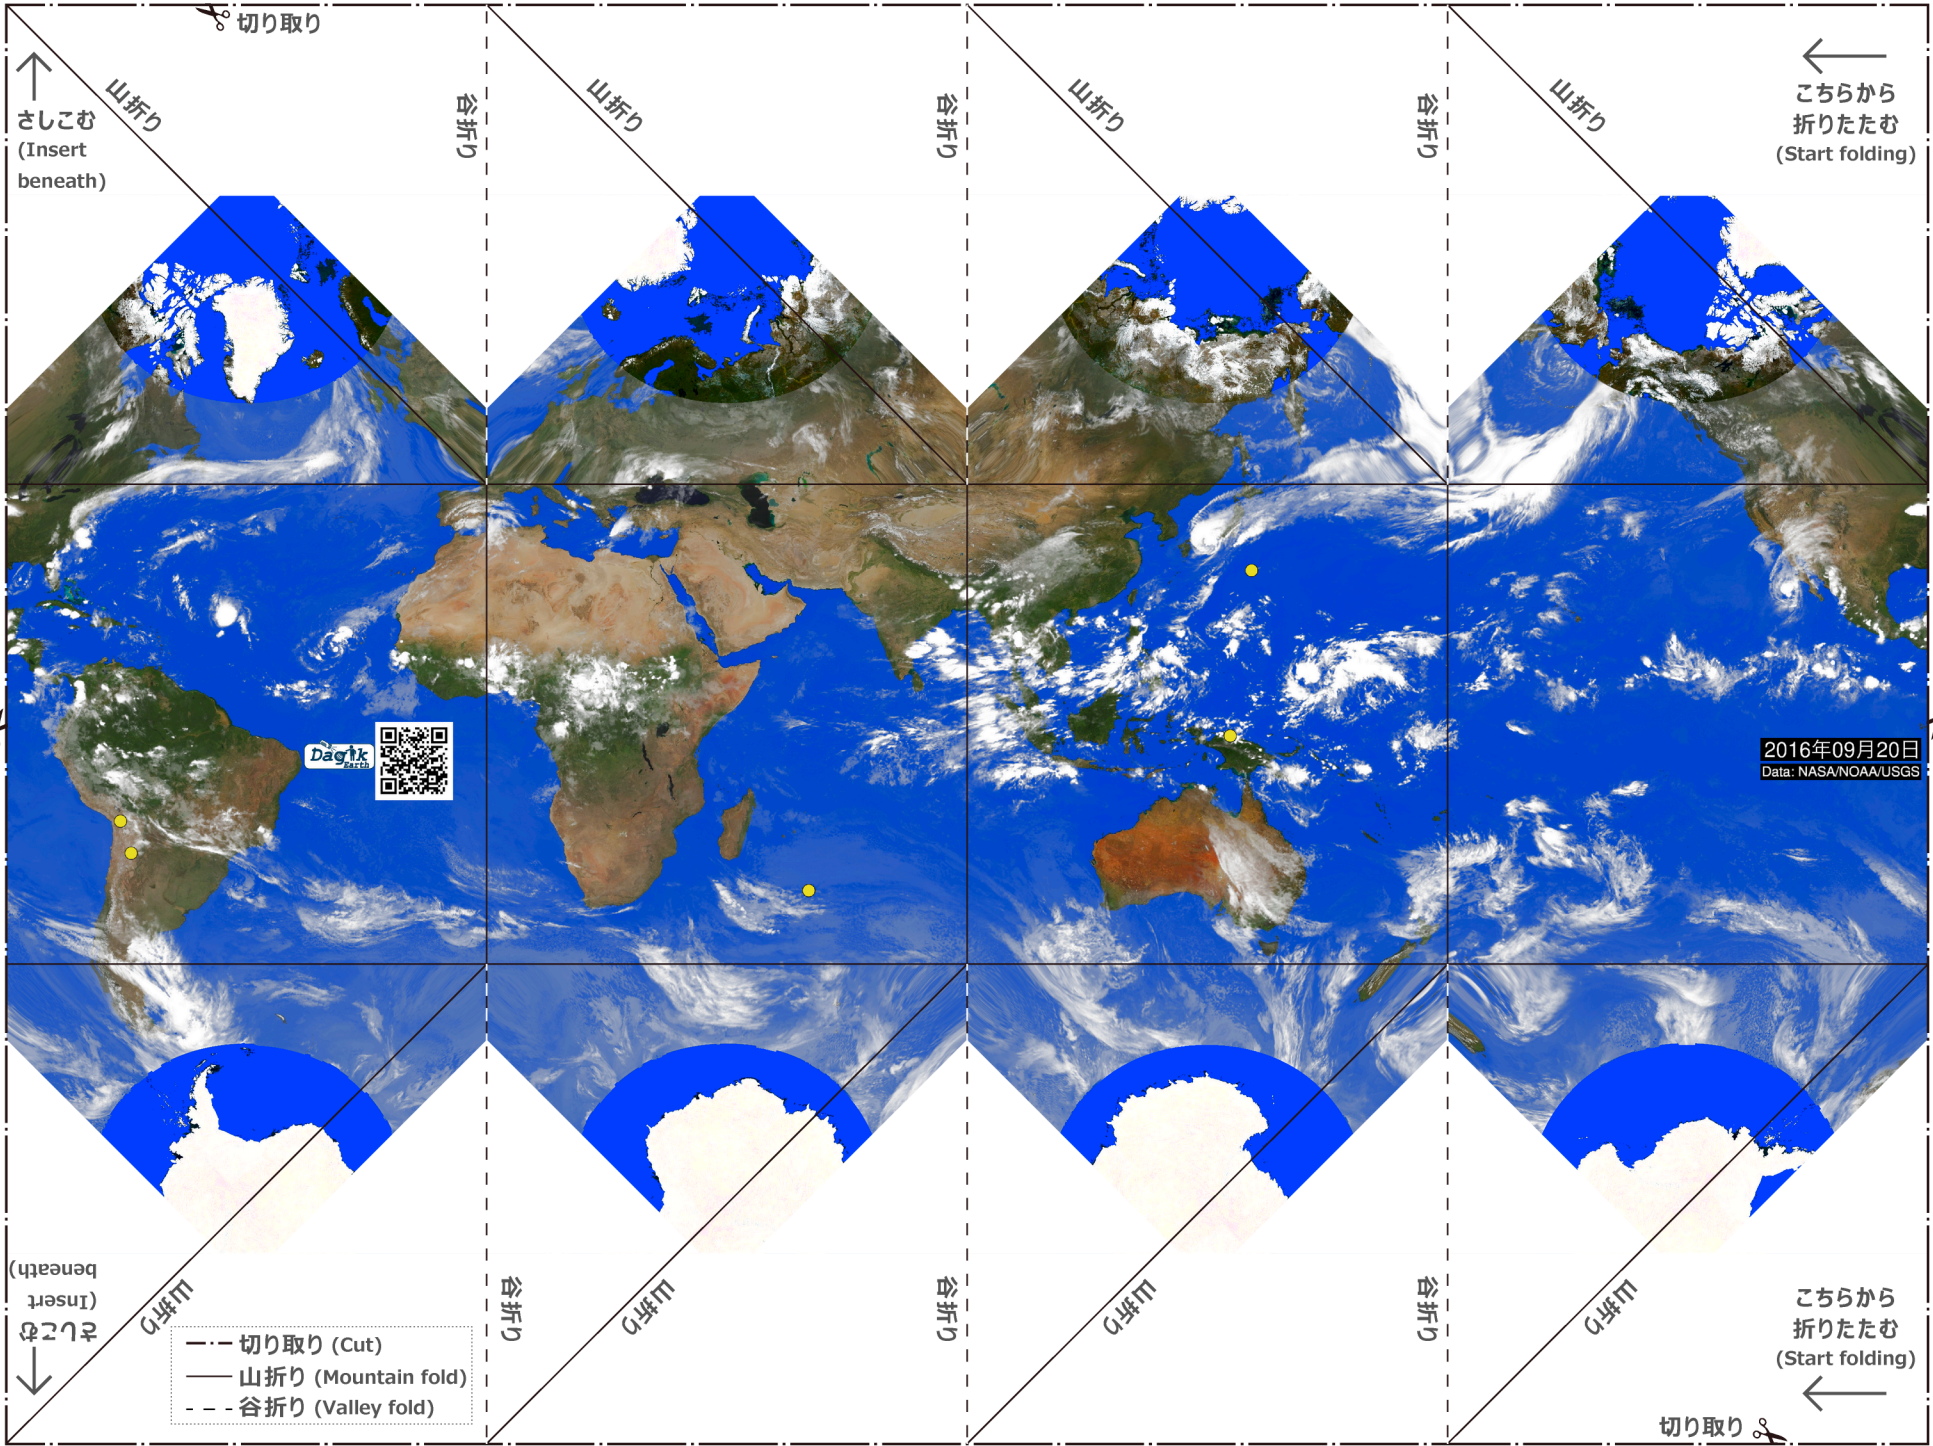 切り取り
山折り
谷折り
山折り
谷折り
山折り
谷折り
山折り
さしこむ
(Insert
beneath)
こちらから
折りたたむ
(Start folding)
Dagik
Earth
2016年09月20日
Data: NASA/NOAA/USGS
さしこむ
(Insert
beneath)
山折り
谷折り
山折り
谷折り
山折り
谷折り
山折り
こちらから
折りたたむ
(Start folding)
切り取り (Cut)
山折り (Mountain fold)
谷折り (Valley fold)
切り取り